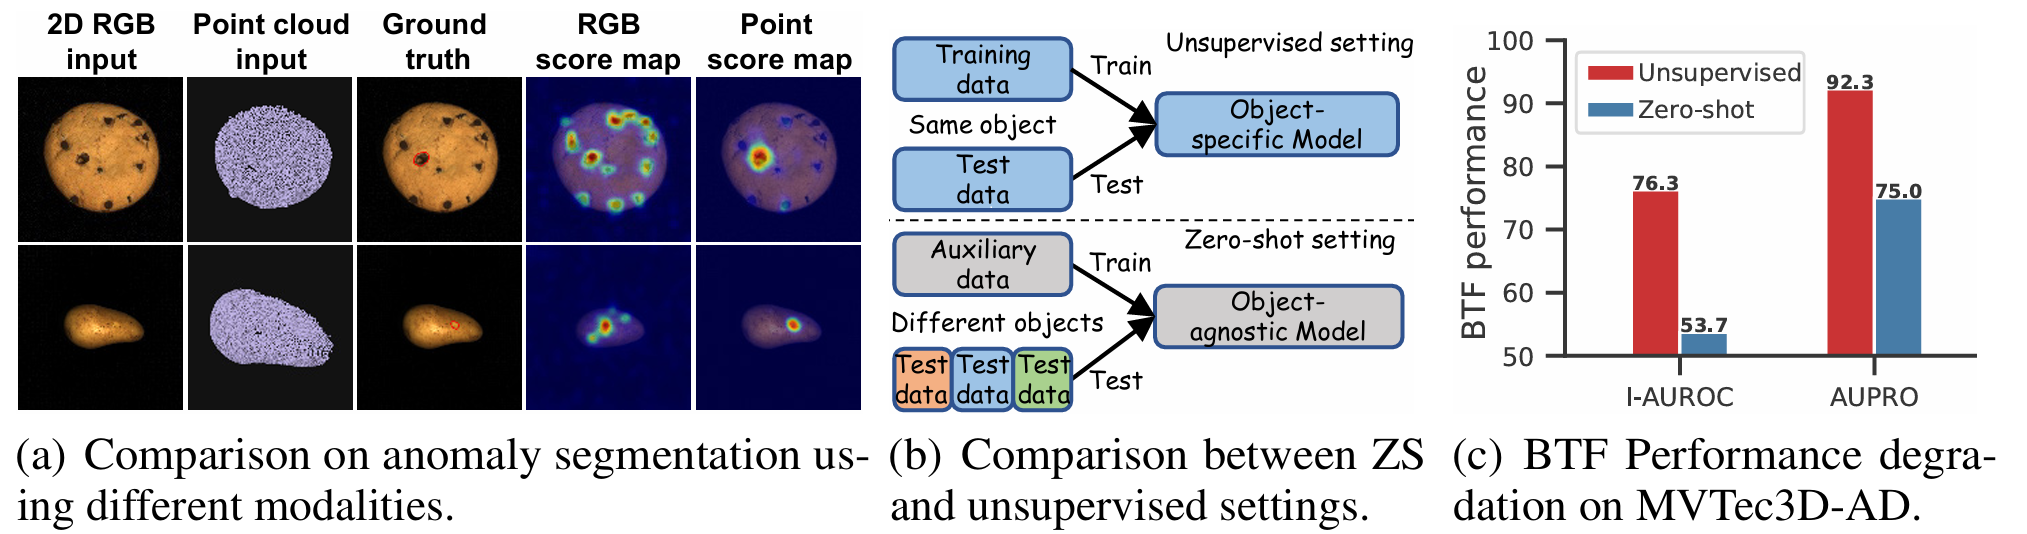 2D RGB
input
Point cloud
input
Ground
truth
RGB
score map
Point
score map
(a) Comparison on anomaly segmentation us-
ing different modalities.
Training
data
Train
Unsupervised setting
Same object
Object-
specific Model
Test
data
Test
Auxiliary
data
Train
Zero-shot setting
Different objects
Object-
agnostic Model
Test
data
Test
data
Test
data
Test
(b) Comparison between ZS
and unsupervised settings.
BTF performance
100
90
80
70
60
50
Unsupervised
Zero-shot
76.3
53.7
92.3
75.0
I-AUROC
AUPRO
(c) BTF Performance degra-
dation on MVTec3D-AD.